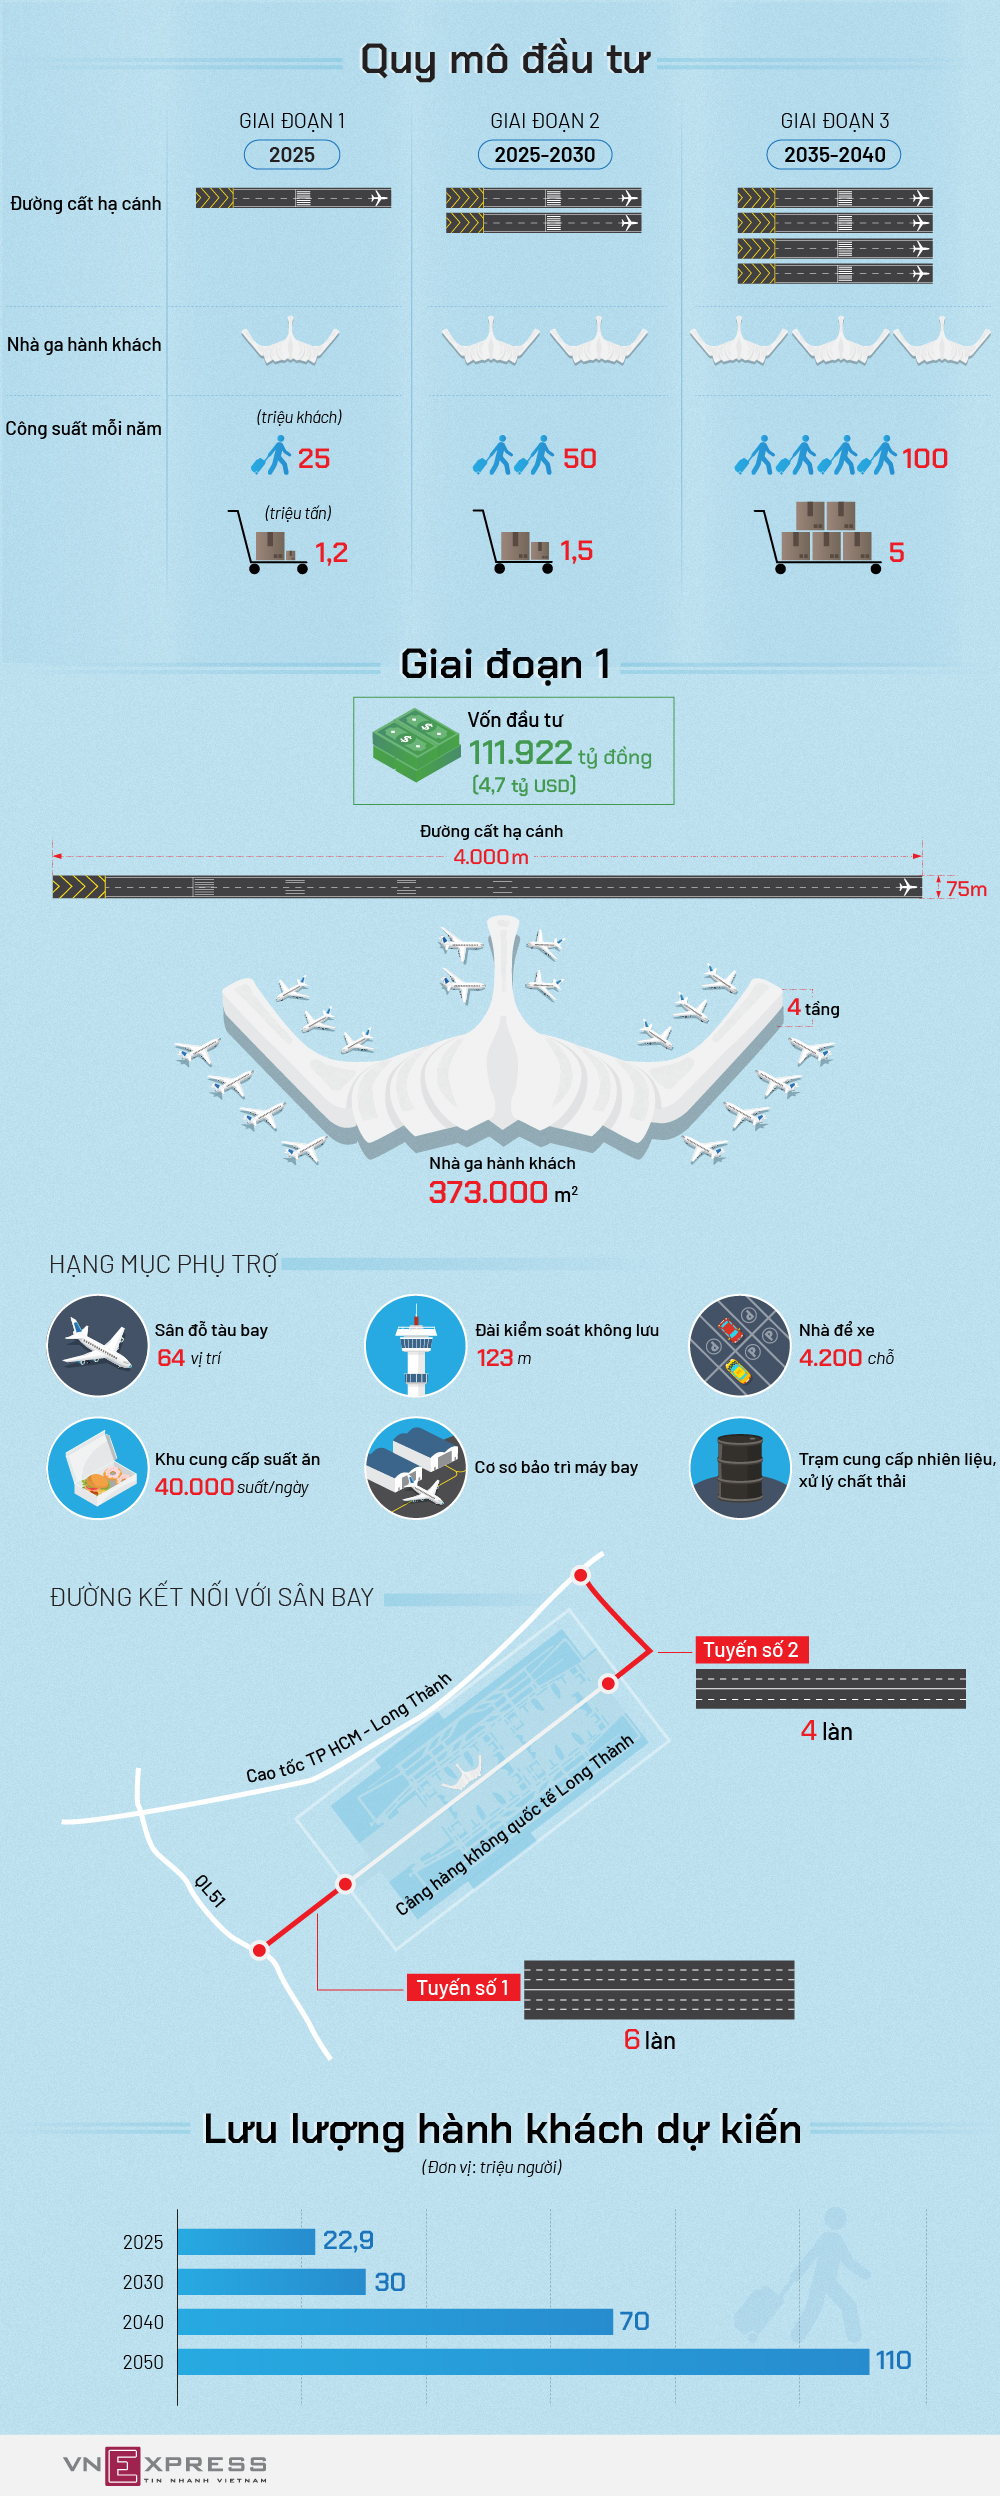 Quy mô đầu tư
GIAI ĐOẠN 1
GIAI ĐOẠN 2
GIAI ĐOẠN 3
2025
2025-2030
2035-2040
Đường cất hạ cánh
Nhà ga hành khách
Công suất mỗi năm
(triệu khách)
25
50
100
(triệu tấn)
1,2
1,5
5
Giai đoạn 1
Vốn đầu tư
111.922 tỷ đồng
(4,7 tỷ USD)
Đường cất hạ cánh
4.000m
75m
4 tầng
Nhà ga hành khách
373.000 m²
HẠNG MỤC PHỤ TRỢ
Sân đỗ tàu bay
64 vị trí
Đài kiểm soát không lưu
123 m
Nhà để xe
4.200 chỗ
Khu cung cấp suất ăn
40.000 suất/ngày
Cơ sơ bảo trì máy bay
Trạm cung cấp nhiên liệu,
xử lý chất thải
ĐƯỜNG KẾT NỐI VỚI SÂN BAY
Tuyến số 2
4 làn
Cao tốc TP HCM - Long Thành
Cảng hàng không quốc tế Long Thành
QL51
Tuyến số 1
6 làn
Lưu lượng hành khách dự kiến
(Đơn vị: triệu người)
2025 22,9
2030 30
2040 70
2050 110
VNEXPRESS
TIN NHANH VIETNAM